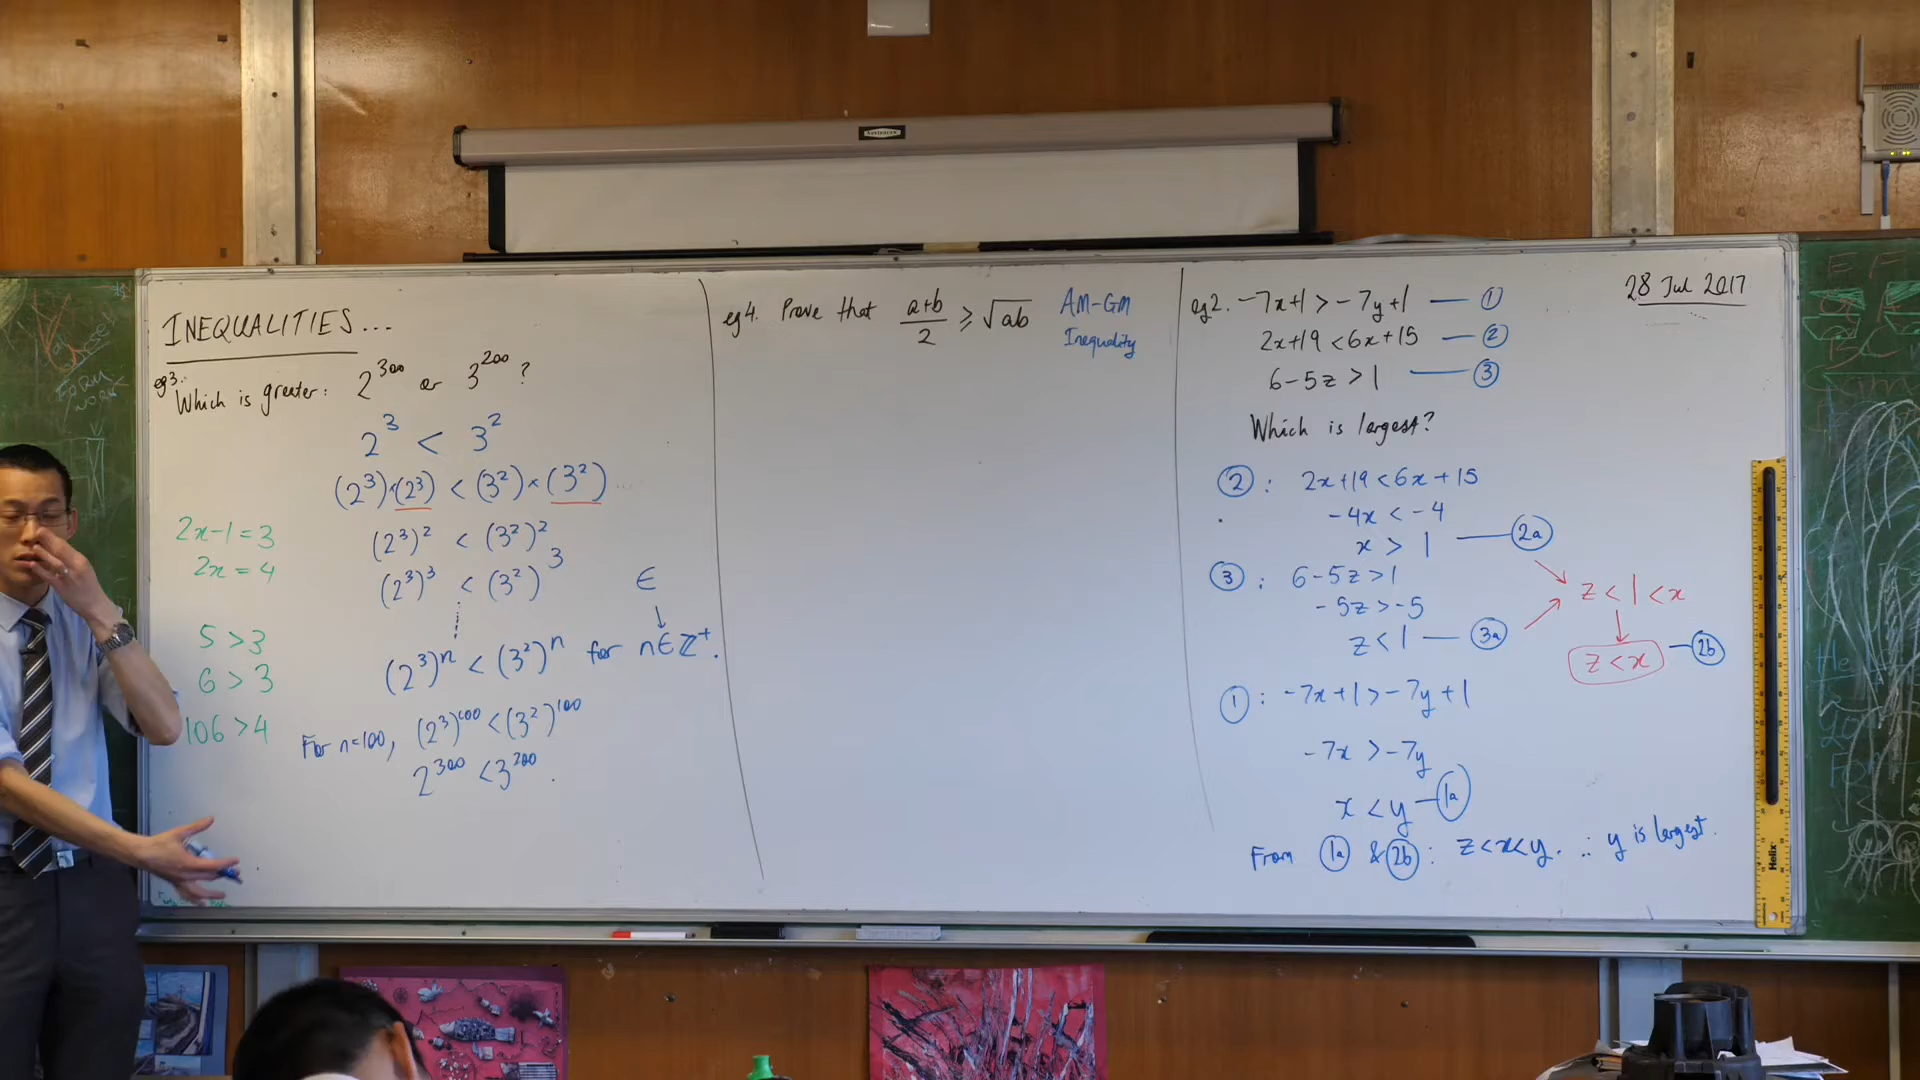 INEQUALITIES...
eg3. Which is greater: 2^300 or 3^200 ?
2^3 < 3^2
(2^3)×(2^3) < (3^2)×(3^2) ...
(2^3)^2 < (3^2)^2
(2^3)^3 < (3^2)^3
∈
(2^3)^n < (3^2)^n for n∈ℤ^+.
For n=100, (2^3)^100 < (3^2)^100
2^300 < 3^200.
2x-1=3
2x=4
5>3
6>3
106>4
eg4. Prove that (a+b)/2 ⩾ √ab
AM-GM
Inequality
28 Jul 2017
eg2. -7x+1>-7y+1 — ①
2x+19<6x+15 — ②
6-5z>1 — ③
Which is largest?
②: 2x+19<6x+15
-4x<-4
x>1 — 2a
③: 6-5z>1
-5z>-5
z<1 — 3a
z<1<x
z<x — 2b
①: -7x+1>-7y+1
-7x>-7y
x<y — 1a
From 1a & 2b: z<x<y. ∴ y is largest.
Helix